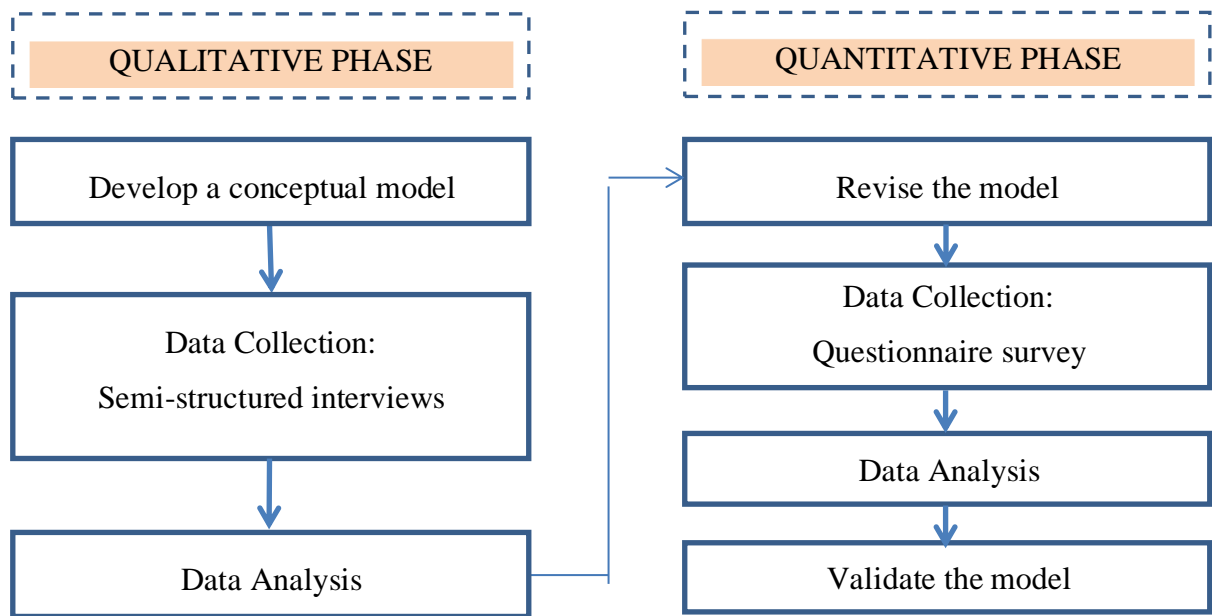 QUALITATIVE PHASE
Develop a conceptual model
Data Collection:
Semi-structured interviews
Data Analysis
QUANTITATIVE PHASE
Revise the model
Data Collection:
Questionnaire survey
Data Analysis
Validate the model